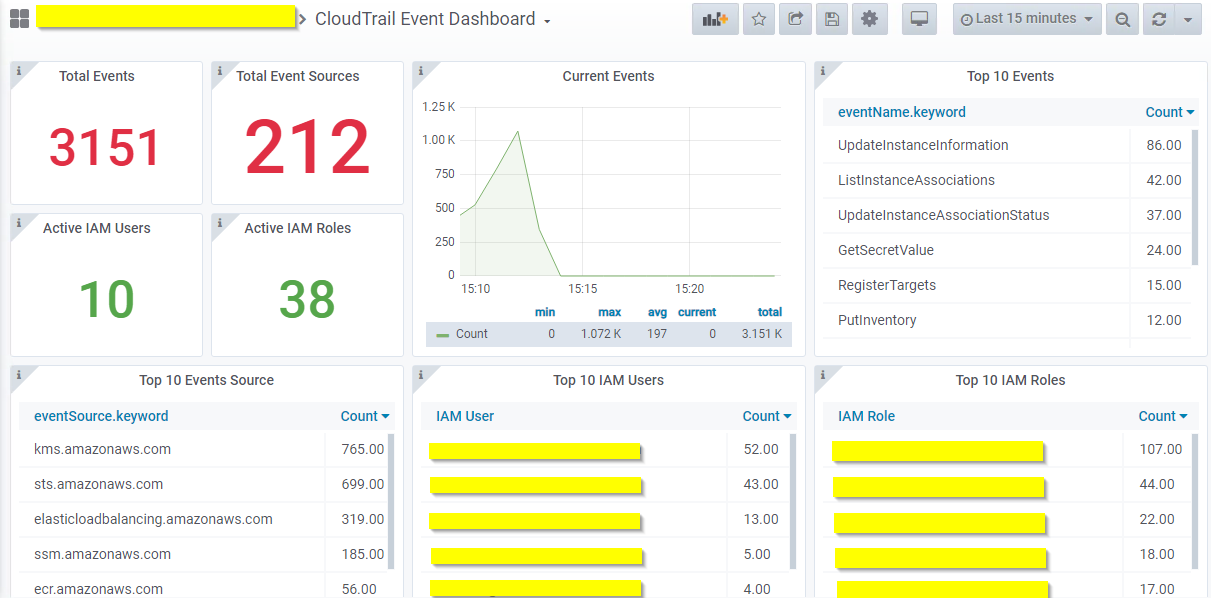 CloudTrail Event Dashboard
Last 15 minutes
Total Events
3151
Total Event Sources
212
Active IAM Users
10
Active IAM Roles
38
Current Events
1.25 K
1.00 K
750
500
250
0
15:10 15:15 15:20
min max avg current total
Count 0 1.072 K 197 0 3.151 K
Top 10 Events
eventName.keyword Count
UpdateInstanceInformation 86.00
ListInstanceAssociations 42.00
UpdateInstanceAssociationStatus 37.00
GetSecretValue 24.00
RegisterTargets 15.00
PutInventory 12.00
Top 10 Events Source
eventSource.keyword Count
kms.amazonaws.com 765.00
sts.amazonaws.com 699.00
elasticloadbalancing.amazonaws.com 319.00
ssm.amazonaws.com 185.00
ecr.amazonaws.com 56.00
Top 10 IAM Users
IAM User Count
52.00
43.00
13.00
5.00
4.00
Top 10 IAM Roles
IAM Role Count
107.00
44.00
22.00
18.00
17.00